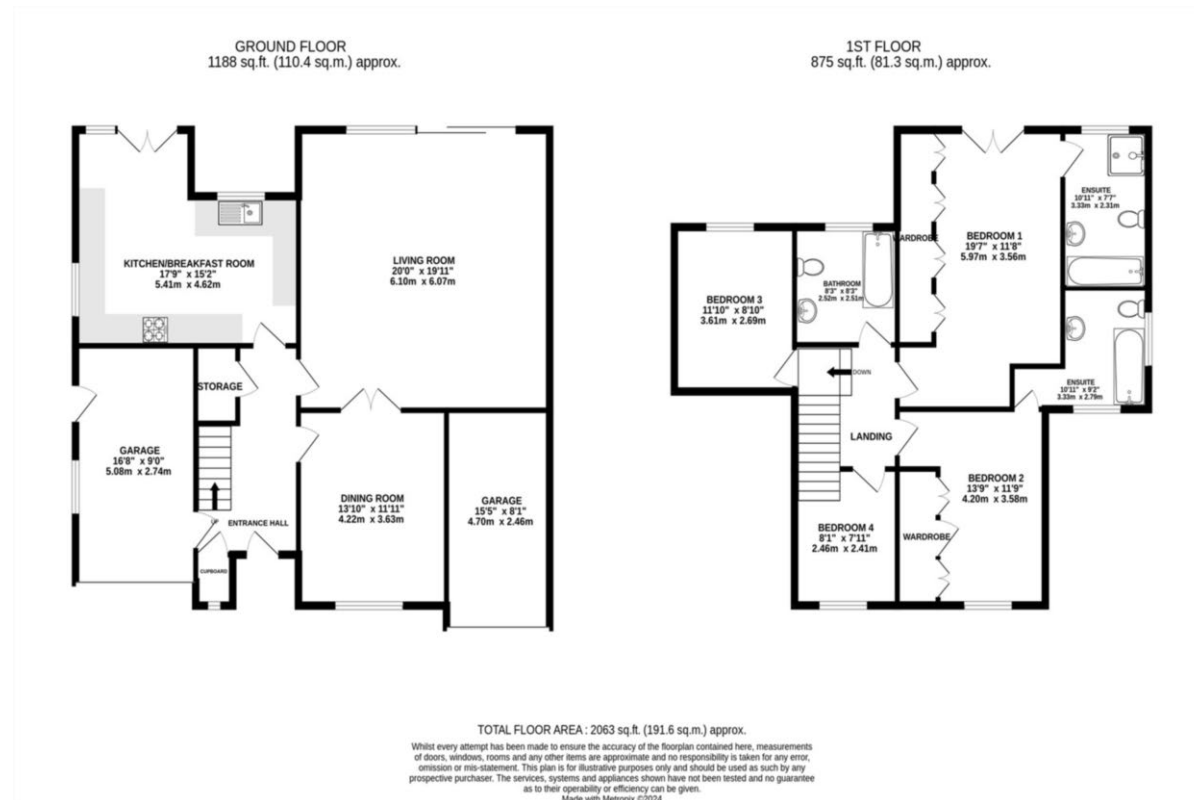 GROUND FLOOR
1188 sq.ft. (110.4 sq.m.) approx.
1ST FLOOR
875 sq.ft. (81.3 sq.m.) approx.
KITCHEN/BREAKFAST ROOM
17'9" x 15'2"
5.41m x 4.62m
LIVING ROOM
20'0" x 19'11"
6.10m x 6.07m
STORAGE
GARAGE
16'8" x 9'0"
5.08m x 2.74m
UP
ENTRANCE HALL
CUPBOARD
DINING ROOM
13'10" x 11'11"
4.22m x 3.63m
GARAGE
15'5" x 8'1"
4.70m x 2.46m
ENSUITE
10'11" x 7'7"
3.33m x 2.31m
WARDROBE
BEDROOM 1
19'7" x 11'8"
5.97m x 3.56m
BATHROOM
8'3" x 8'3"
2.52m x 2.51m
BEDROOM 3
11'10" x 8'10"
3.61m x 2.69m
DOWN
ENSUITE
10'11" x 9'2"
3.33m x 2.79m
LANDING
BEDROOM 2
13'9" x 11'9"
4.20m x 3.58m
WARDROBE
BEDROOM 4
8'1" x 7'11"
2.46m x 2.41m
TOTAL FLOOR AREA : 2063 sq.ft. (191.6 sq.m.) approx.
Whilst every attempt has been made to ensure the accuracy of the floorplan contained here, measurements
of doors, windows, rooms and any other items are approximate and no responsibility is taken for any error,
omission or mis-statement. This plan is for illustrative purposes only and should be used as such by any
prospective purchaser. The services, systems and appliances shown have not been tested and no guarantee
as to their operability or efficiency can be given.
Made with Metropix ©2024